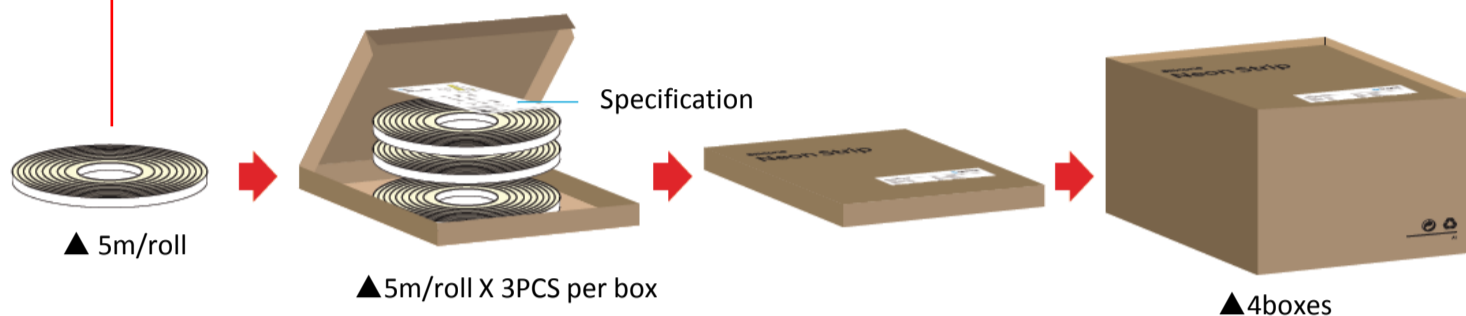 Specification
Neon Strip
Neon Strip
▲ 5m/roll
▲5m/roll X 3PCS per box
▲4boxes